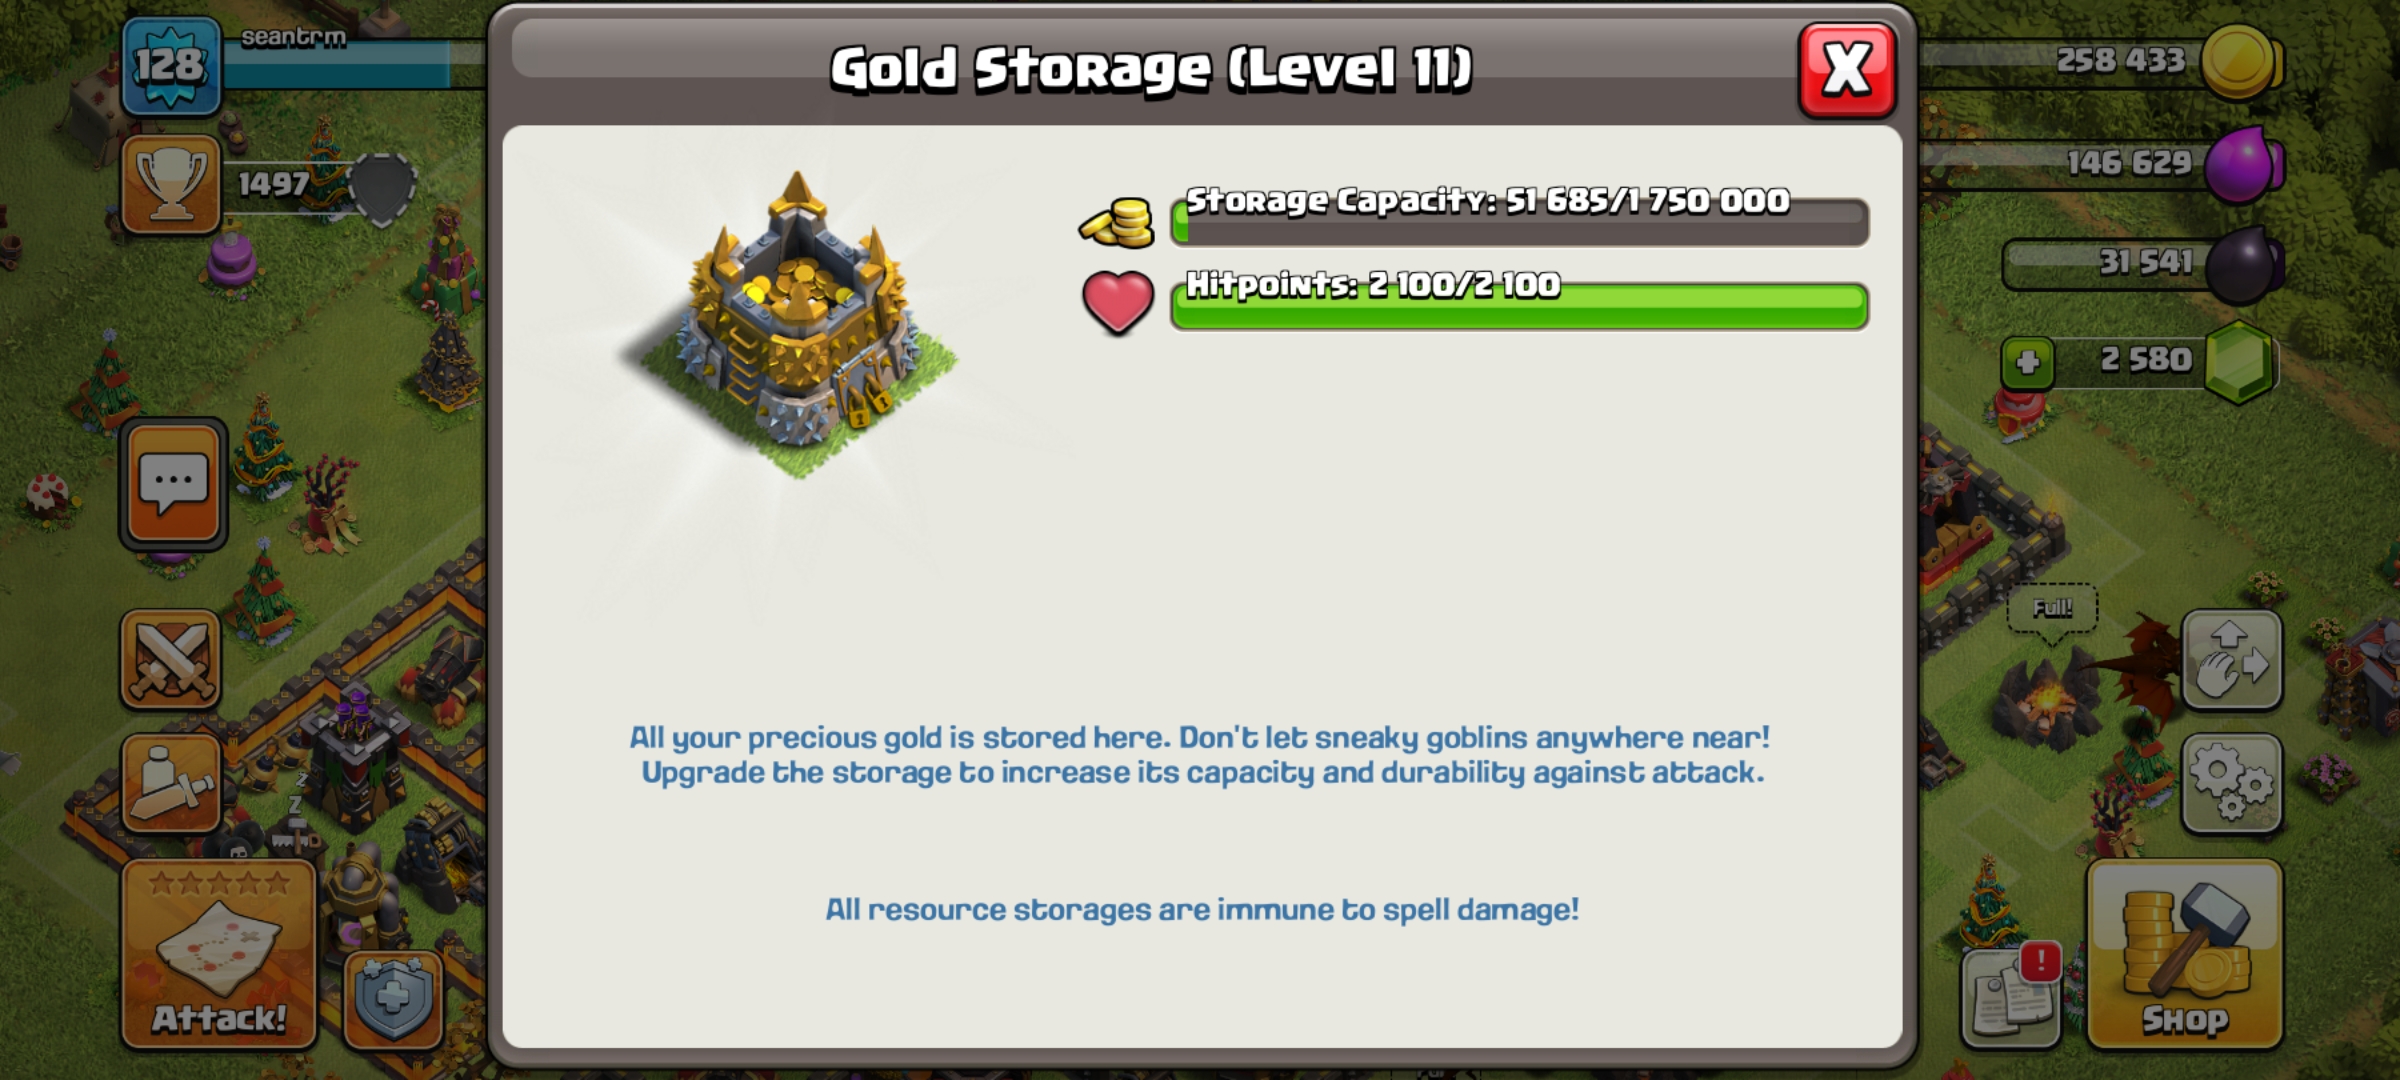 128
seantrm
Gold Storage (Level 11)
X
258 433
1497
Storage Capacity: 51 685/1 750 000
146 629
Hitpoints: 2 100/2 100
31 541
2 580
Full!
All your precious gold is stored here. Don't let sneaky goblins anywhere near!
Upgrade the storage to increase its capacity and durability against attack.
z
Z
All resource storages are immune to spell damage!
!
Attack!
Shop